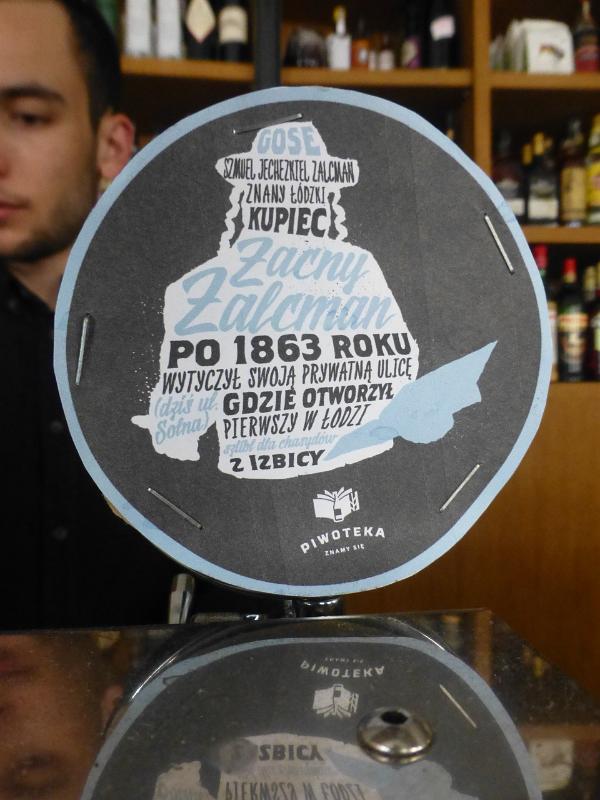 GOSE
SZMUEL JECHEZKIEL ZALCMAN
ZNANY ŁÓDZKI
KUPIEC
Zacny
Zalcman
PO 1863 ROKU
WYTYCZYŁ SWOJĄ PRYWATNĄ ULICĘ
(dziś ul. Solna) GDZIE OTWORZYŁ
PIERWSZY W ŁODZI
sztibl dla chasydów
Z IZBICY
PIWOTEKA
ZNAMY SIĘ